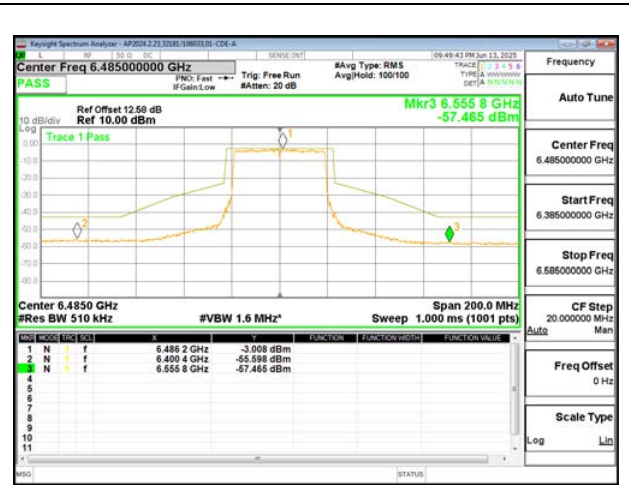 Keysight Spectrum Analyzer - AP2024.2.23,32181/106033,01-CDE-A
L RF 50 Ω DC SENSE:INT 09:49:43 PM Jun 13, 2025
Center Freq 6.485000000 GHz #Avg Type: RMS TRACE 1 2 3 4 5 6
PASS PNO: Fast Trig: Free Run Avg|Hold: 100/100 TYPE A WWWWW
IFGain:Low #Atten: 20 dB DET A N N N N N
Frequency
Auto Tune
Ref Offset 12.58 dB Mkr3 6.555 8 GHz
10 dB/div Ref 10.00 dBm -57.465 dBm
Log
Trace 1 Pass
0.00
-10.0
-20.0
-30.0
-40.0
-50.0
-60.0
-70.0
-80.0
1
2
3
Center 6.4850 GHz Span 200.0 MHz
#Res BW 510 kHz #VBW 1.6 MHz* Sweep 1.000 ms (1001 pts)
MKR MODE TRC SCL X Y FUNCTION FUNCTION WIDTH FUNCTION VALUE
1 N 1 f 6.486 2 GHz -3.008 dBm
2 N 1 f 6.400 4 GHz -55.598 dBm
3 N 1 f 6.555 8 GHz -57.465 dBm
4
5
6
7
8
9
10
11
MSG STATUS
Center Freq
6.485000000 GHz
Start Freq
6.385000000 GHz
Stop Freq
6.585000000 GHz
CF Step
20.000000 MHz
Auto Man
Freq Offset
0 Hz
Scale Type
Log Lin